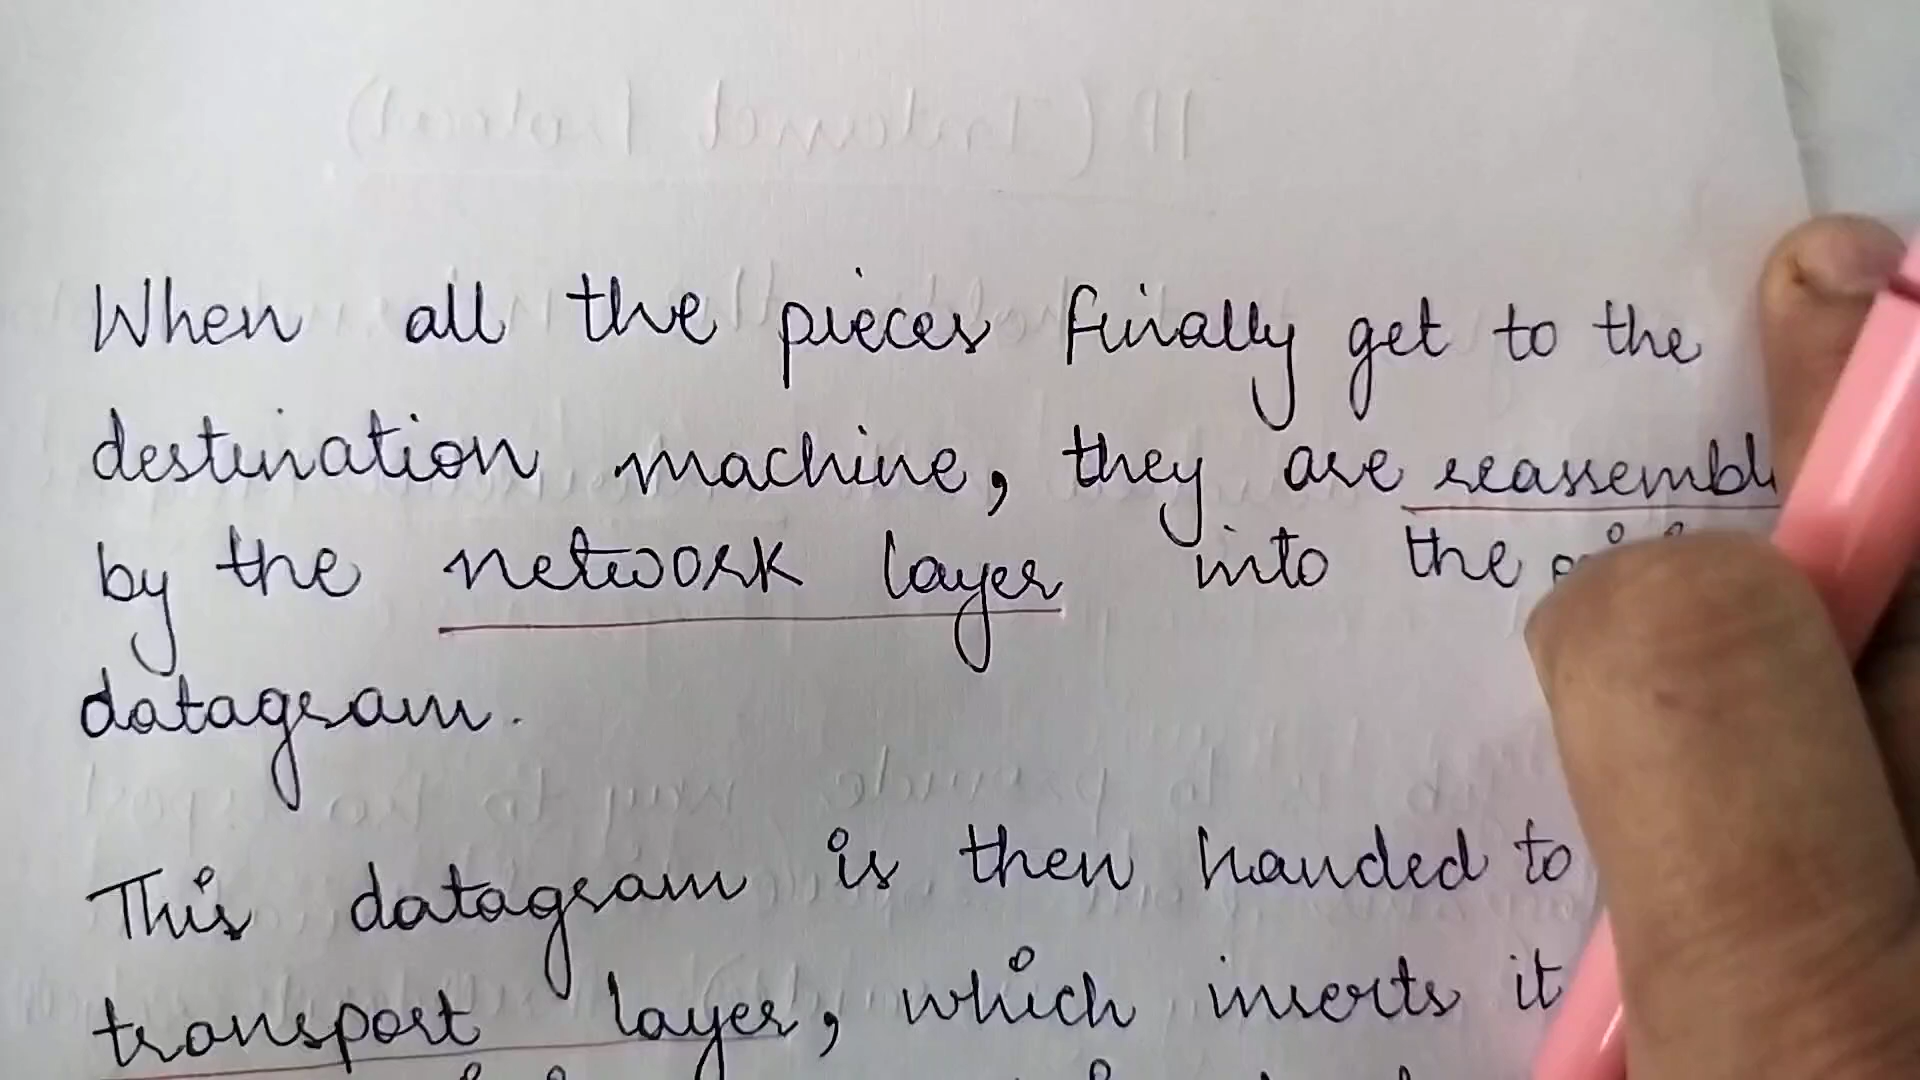 When all the pieces finally get to the
destination machine, they are reassembl
by the network layer into the
datagram.
This datagram is then handed to
transport layer, which inserts it